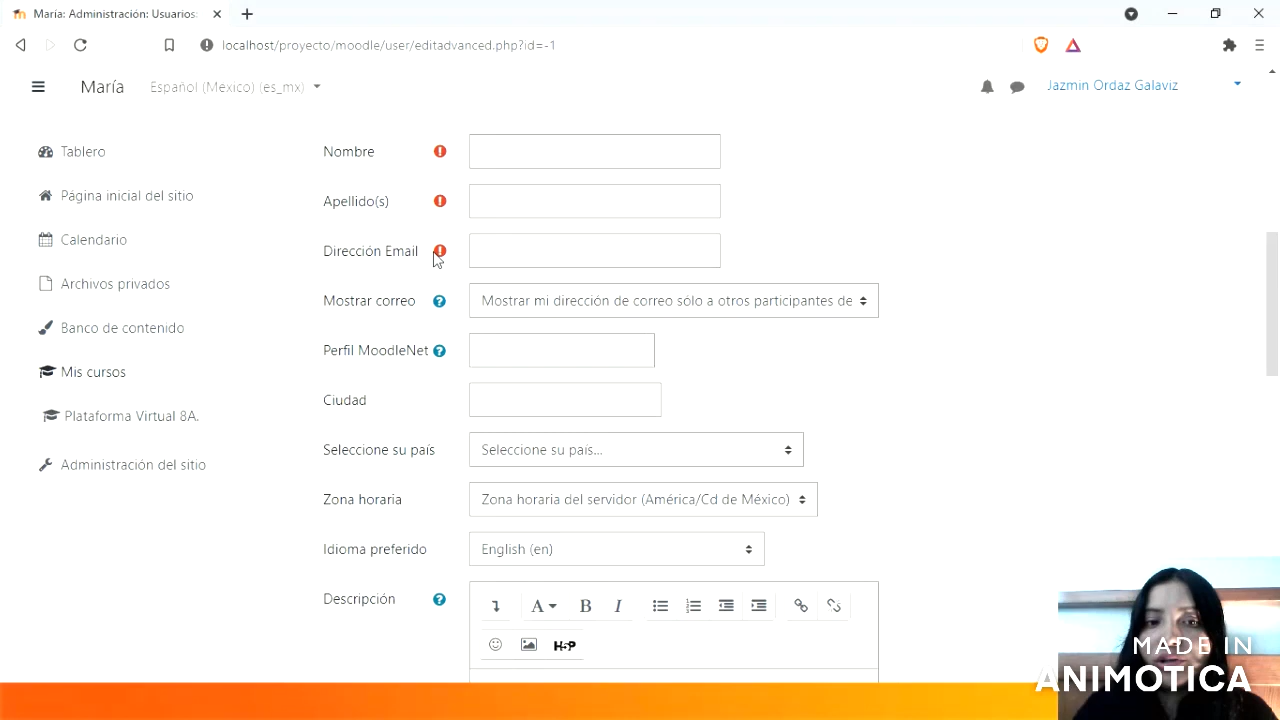 María: Administración: Usuarios:
localhost/proyecto/moodle/user/editadvanced.php?id=-1
María
Español (Mexico) (es_mx)
Jazmin Ordaz Galaviz
Tablero
Página inicial del sitio
Calendario
Archivos privados
Banco de contenido
Mis cursos
Plataforma Virtual 8A.
Administración del sitio
Nombre
Apellido(s)
Dirección Email
Mostrar correo
Mostrar mi dirección de correo sólo a otros participantes de
Perfil MoodleNet
Ciudad
Seleccione su país
Seleccione su país...
Zona horaria
Zona horaria del servidor (América/Cd de México)
Idioma preferido
English (en)
Descripción
A
B
I
H-P
MADE IN
ANIMOTICA